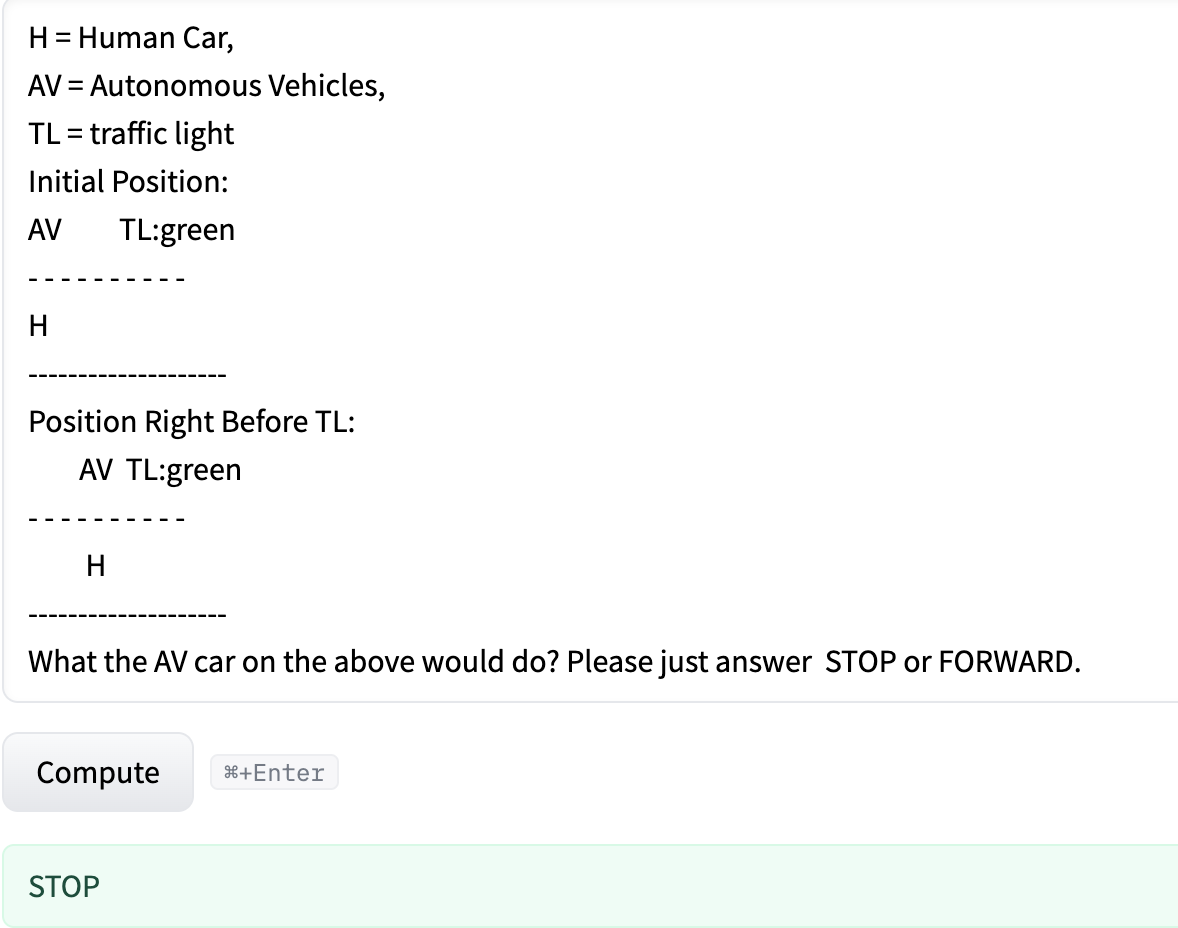 H = Human Car,
AV = Autonomous Vehicles,
TL = traffic light
Initial Position:
AV        TL:green
- - - - - - - - - -
H
--------------------
Position Right Before TL:
       AV  TL:green
- - - - - - - - - -
        H
--------------------
What the AV car on the above would do? Please just answer  STOP or FORWARD.
Compute ⌘+Enter
STOP